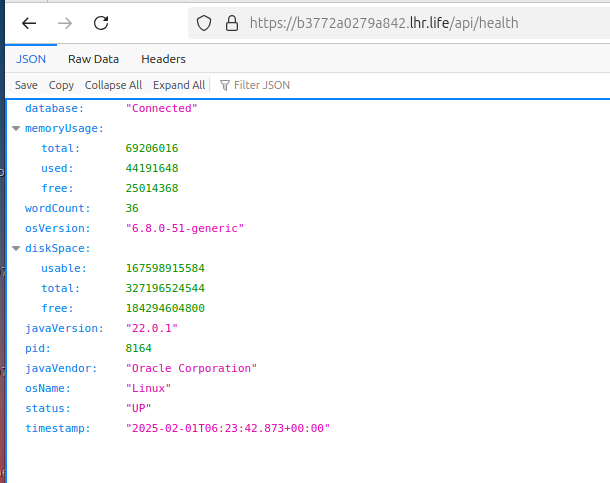 https://b3772a0279a842.lhr.life/api/health
JSON Raw Data Headers
Save Copy Collapse All Expand All Filter JSON
database: "Connected"
memoryUsage:
total: 69206016
used: 44191648
free: 25014368
wordCount: 36
osVersion: "6.8.0-51-generic"
diskSpace:
usable: 167598915584
total: 327196524544
free: 184294604800
javaVersion: "22.0.1"
pid: 8164
javaVendor: "Oracle Corporation"
osName: "Linux"
status: "UP"
timestamp: "2025-02-01T06:23:42.873+00:00"